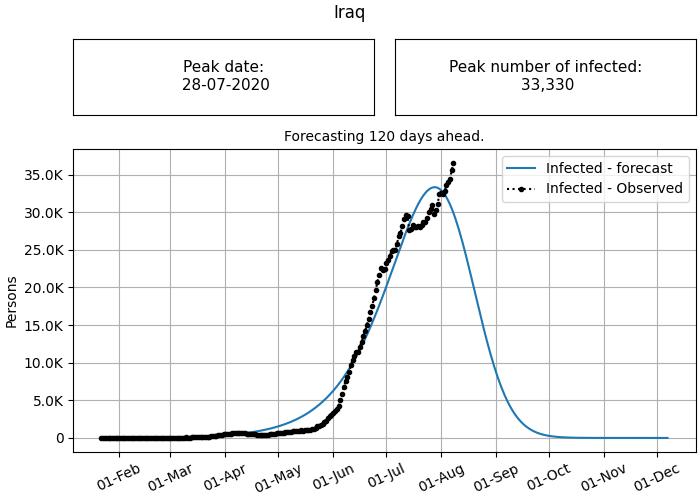 Iraq
Peak date:
28-07-2020
Peak number of infected:
33,330
Forecasting 120 days ahead.
Infected - forecast
Infected - Observed
Persons
35.0K
30.0K
25.0K
20.0K
15.0K
10.0K
5.0K
0
01-Feb
01-Mar
01-Apr
01-May
01-Jun
01-Jul
01-Aug
01-Sep
01-Oct
01-Nov
01-Dec